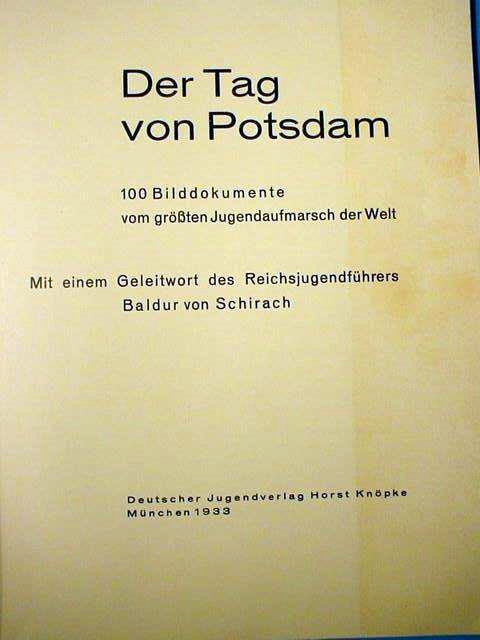 Der Tag
von Potsdam
100 Bilddokumente
vom größten Jugendaufmarsch der Welt
Mit einem Geleitwort des Reichsjugendführers
Baldur von Schirach
Deutscher Jugendverlag Horst Knöpke
München 1933